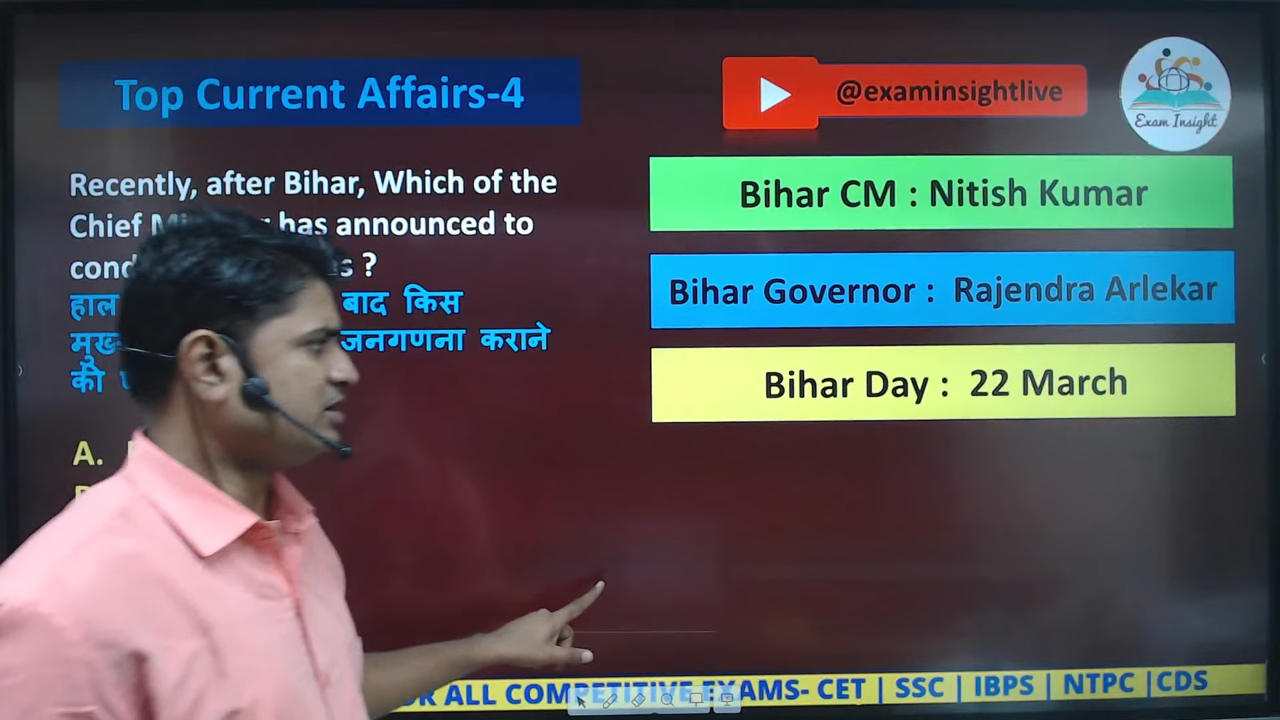 Top Current Affairs-4
@examinsightlive
Exam Insight
Recently, after Bihar, Which of the
Chief has announced to
?
हाल बाद किस
जनगणना कराने
की
A.
Bihar CM : Nitish Kumar
Bihar Governor : Rajendra Arlekar
Bihar Day : 22 March
ALL COMPETITIVE EXAMS- CET | SSC | IBPS | NTPC |CDS